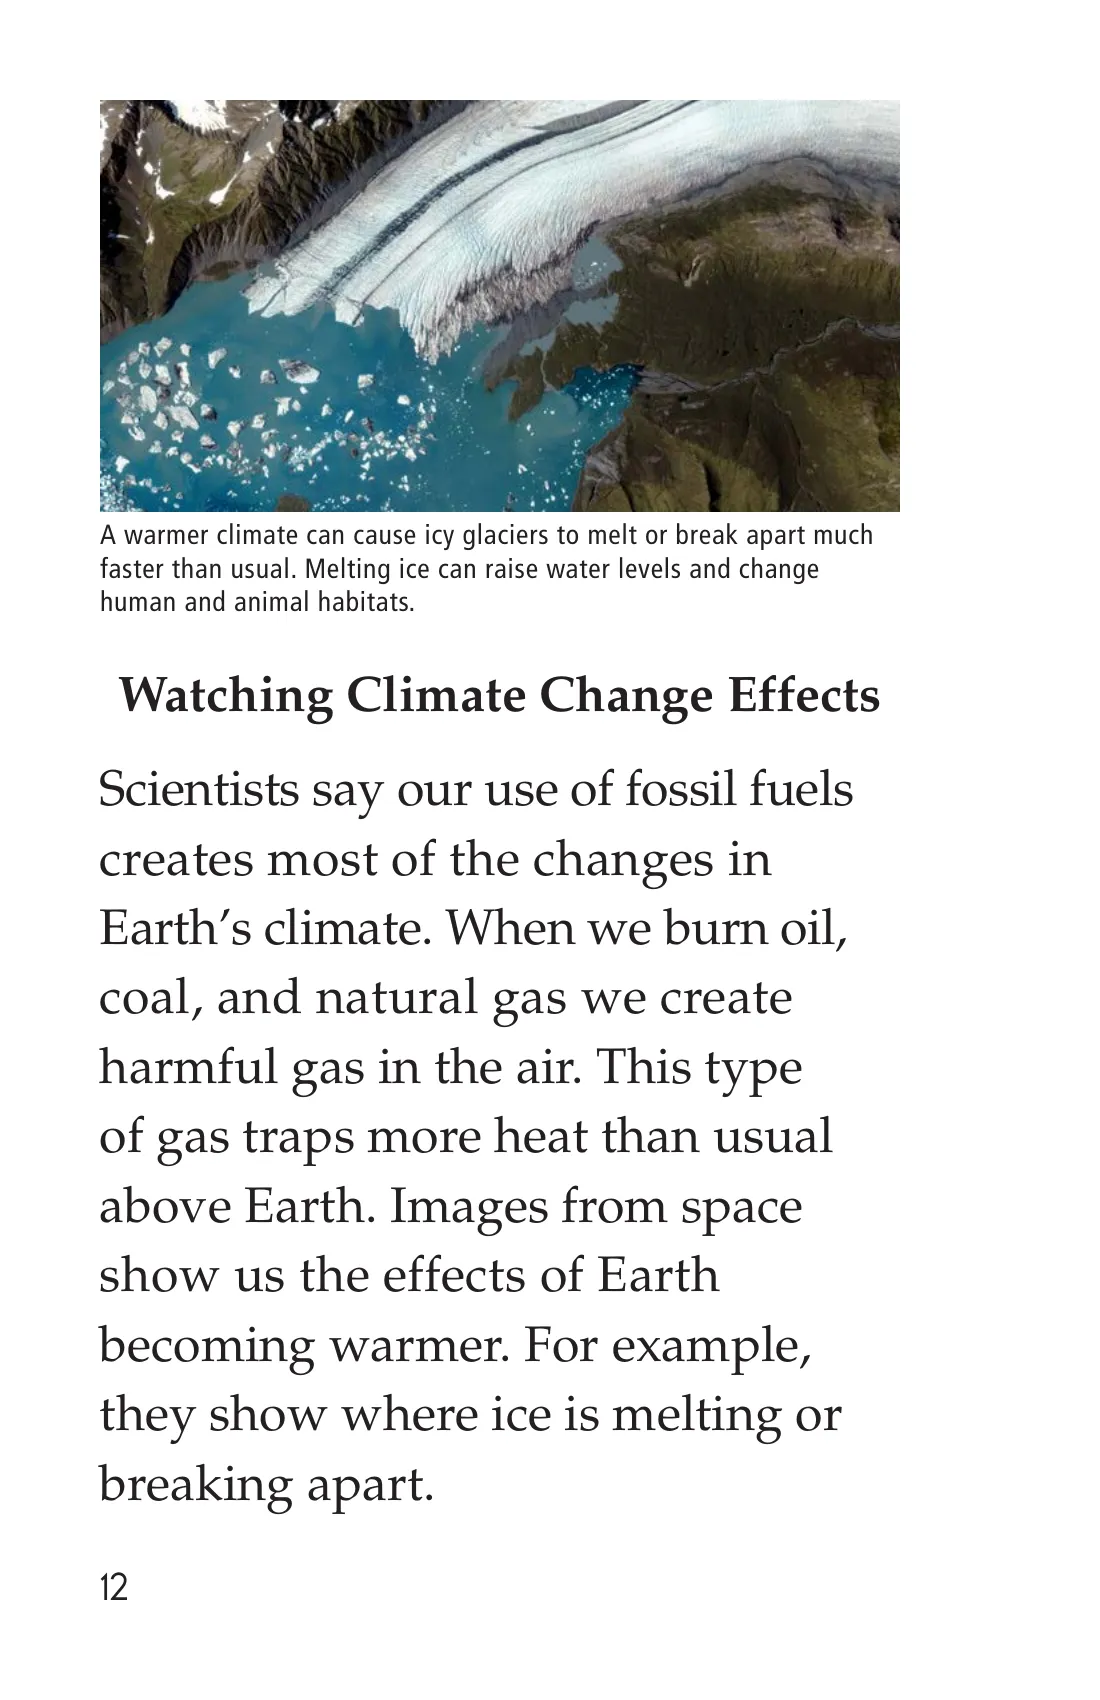 A warmer climate can cause icy glaciers to melt or break apart much
faster than usual. Melting ice can raise water levels and change
human and animal habitats.
Watching Climate Change Effects
Scientists say our use of fossil fuels
creates most of the changes in
Earth’s climate. When we burn oil,
coal, and natural gas we create
harmful gas in the air. This type
of gas traps more heat than usual
above Earth. Images from space
show us the effects of Earth
becoming warmer. For example,
they show where ice is melting or
breaking apart.
12